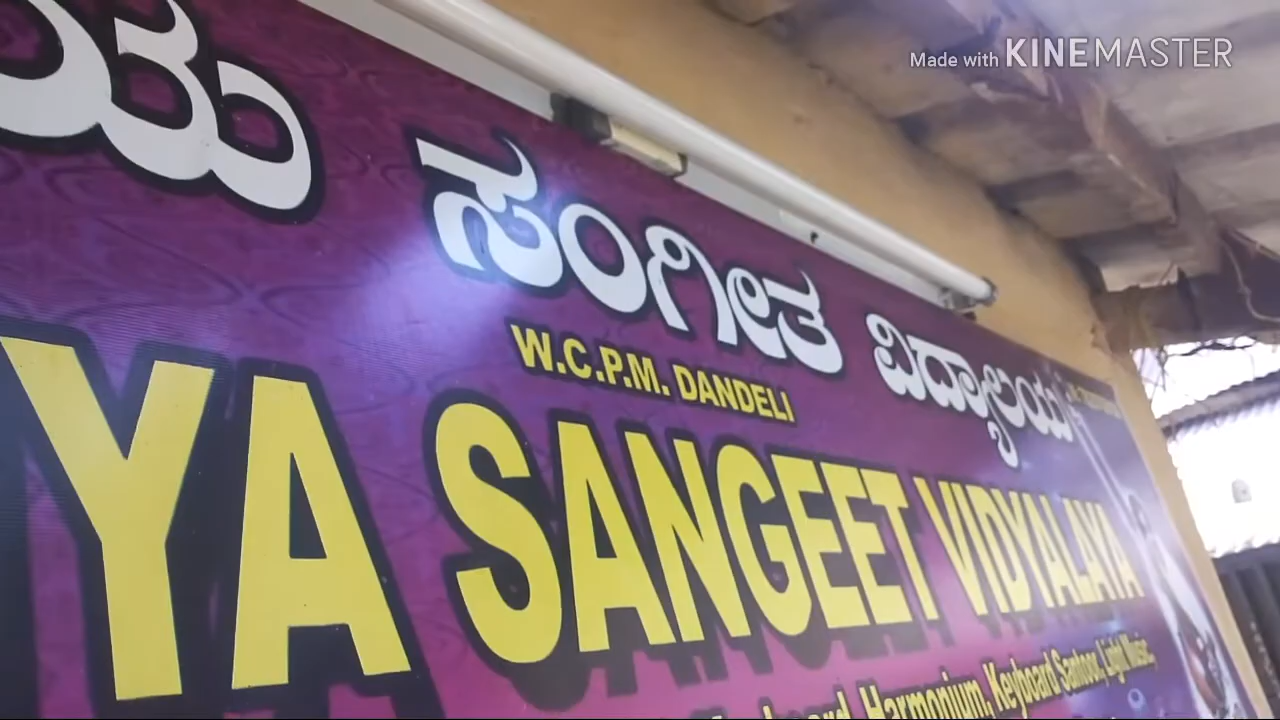 Made with KINEMASTER
ಯ ಸಂಗೀತ ವಿದ್ಯಾಲಯ
W.C.P.M. DANDELI
YA SANGEET VIDYALAYA
Harmonium, Keyboard Santoor, Light Music,